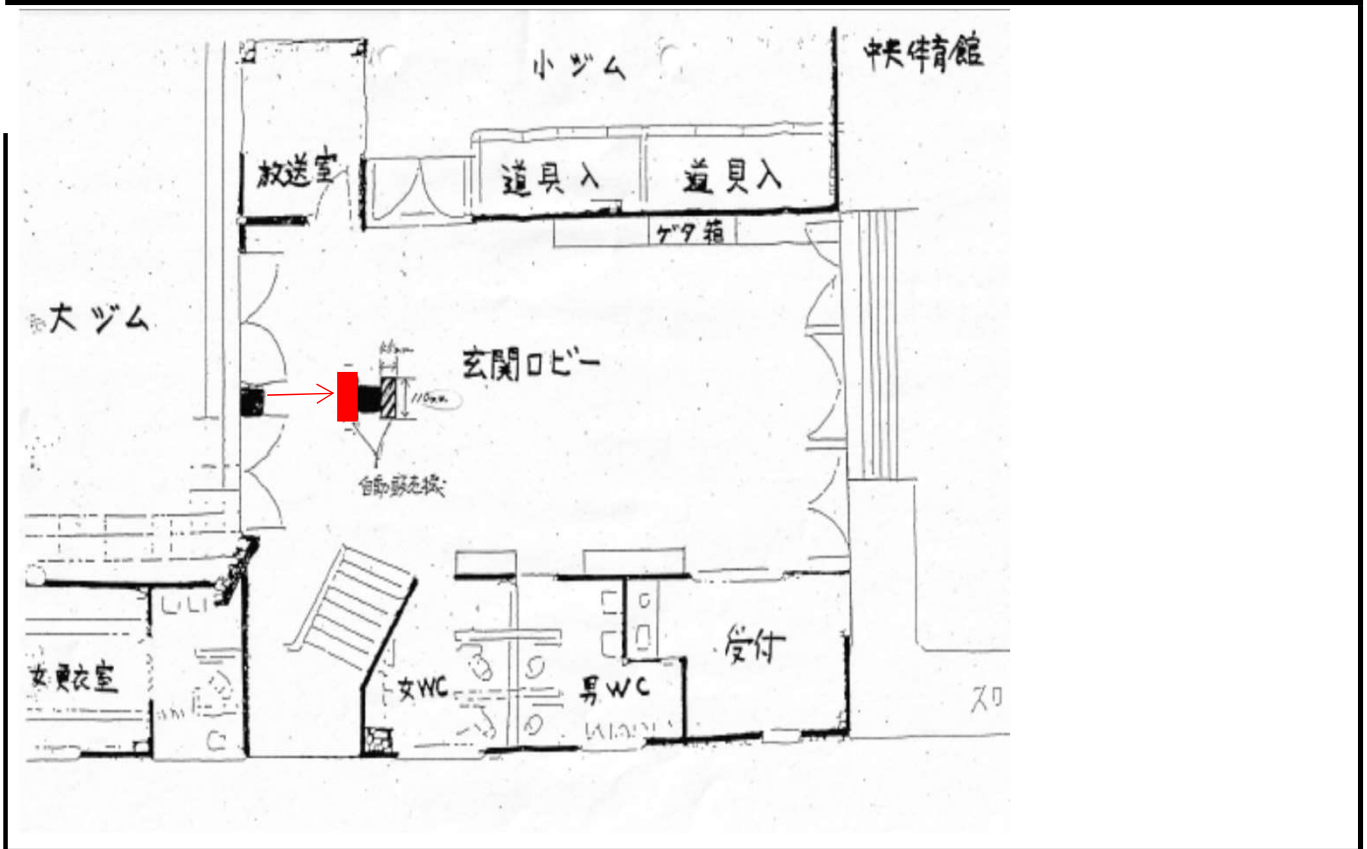 中央体育館
小ジム
放送室
道具入
道具入
ゲタ箱
大ジム
玄関ロビー
自動販売機
受付
女更衣室
女WC
男WC